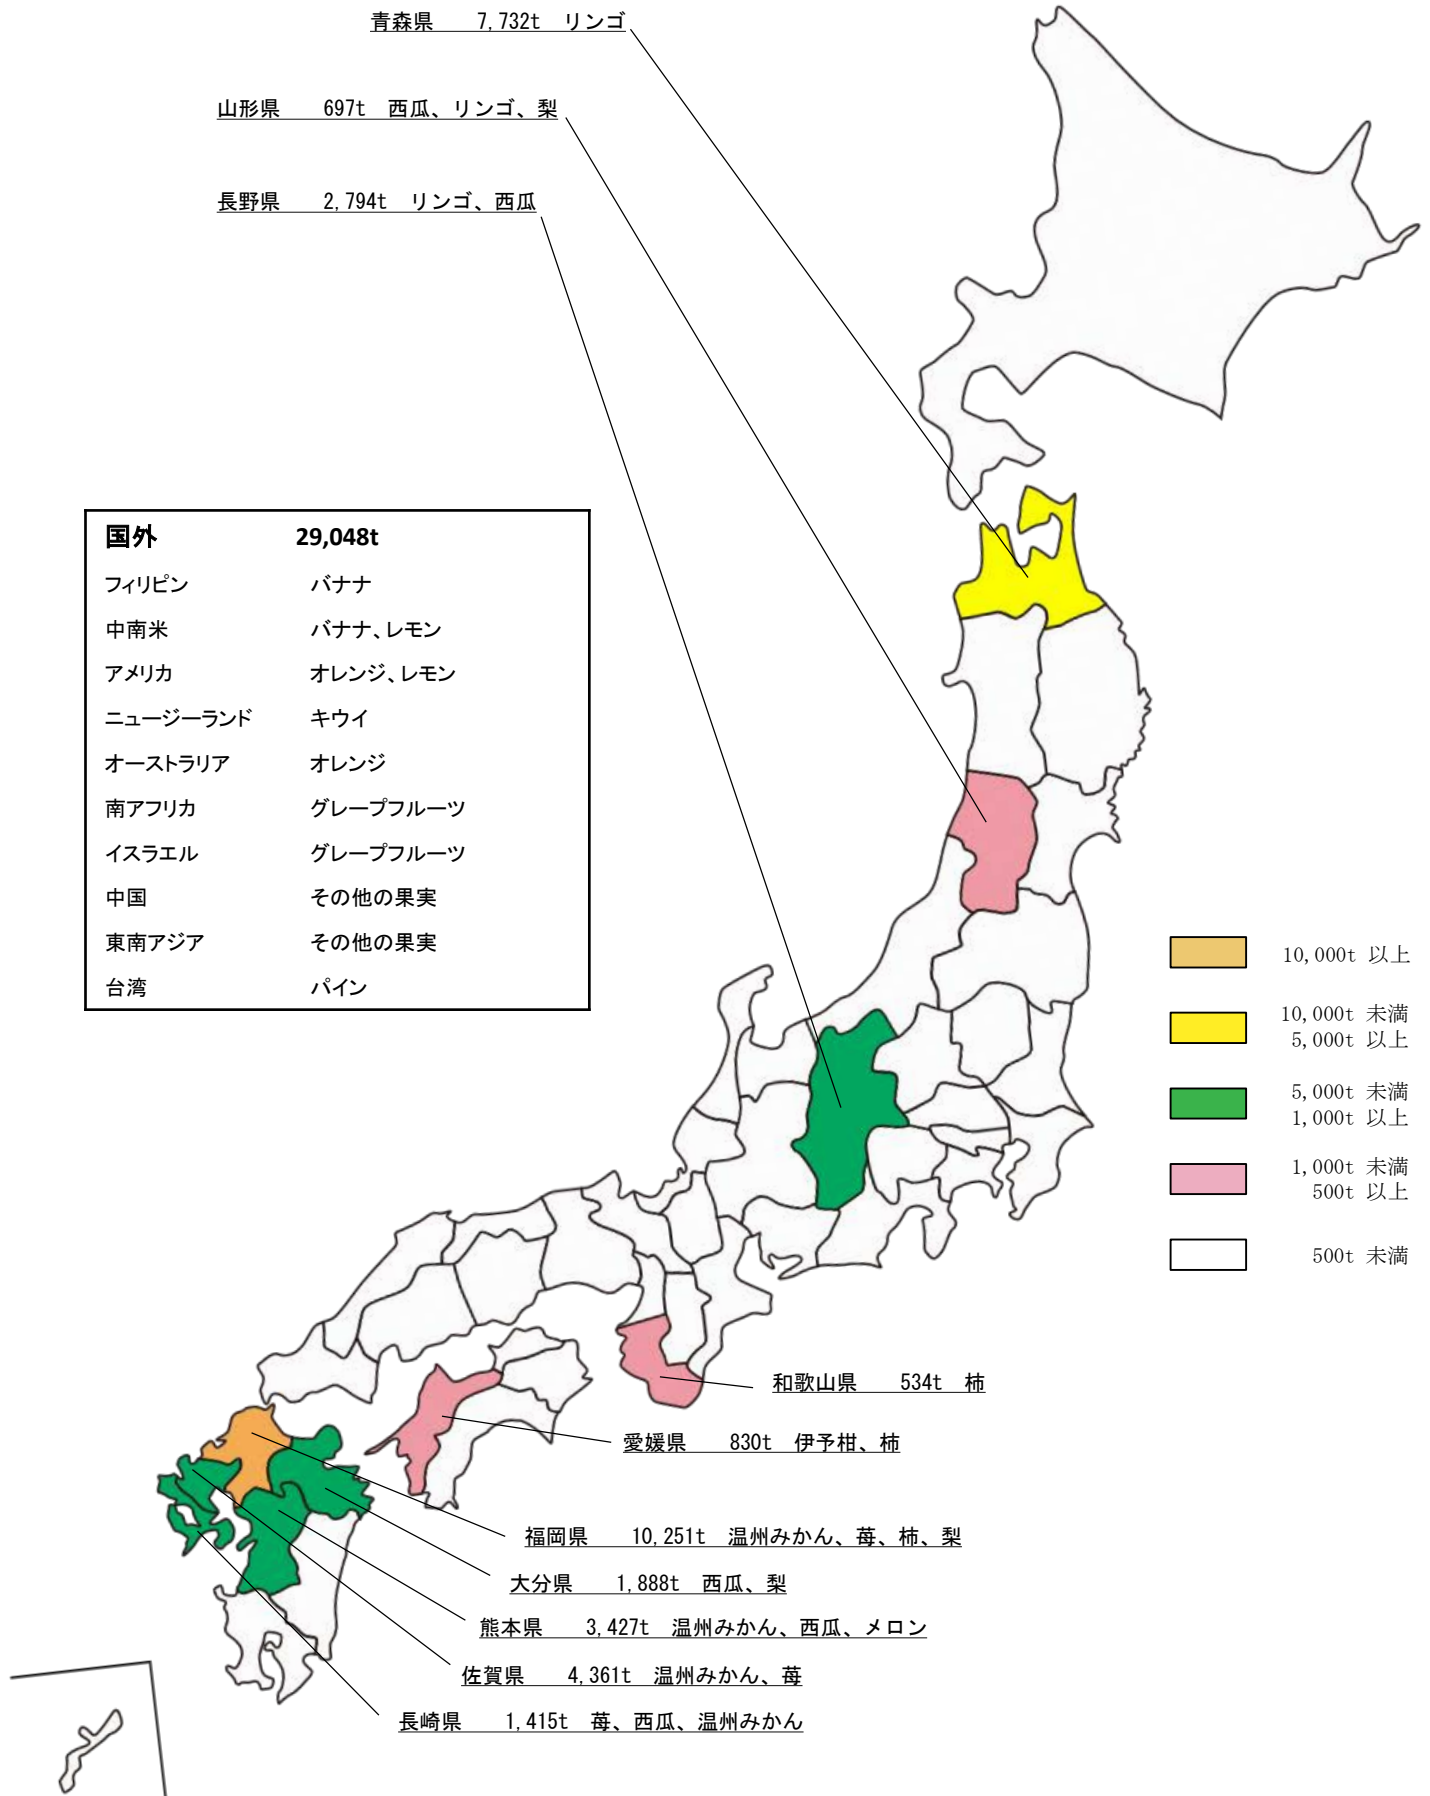 青森県 7,732t リンゴ
山形県 697t 西瓜、リンゴ、梨
長野県 2,794t リンゴ、西瓜
国外 29,048t
フィリピン バナナ
中南米 バナナ、レモン
アメリカ オレンジ、レモン
ニュージーランド キウイ
オーストラリア オレンジ
南アフリカ グレープフルーツ
イスラエル グレープフルーツ
中国 その他の果実
東南アジア その他の果実
台湾 パイン
10,000t 以上
10,000t 未満
5,000t 以上
5,000t 未満
1,000t 以上
1,000t 未満
500t 以上
500t 未満
和歌山県 534t 柿
愛媛県 830t 伊予柑、柿
福岡県 10,251t 温州みかん、苺、柿、梨
大分県 1,888t 西瓜、梨
熊本県 3,427t 温州みかん、西瓜、メロン
佐賀県 4,361t 温州みかん、苺
長崎県 1,415t 苺、西瓜、温州みかん